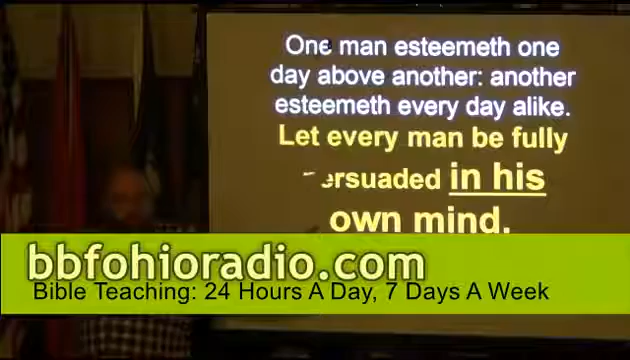 One man esteemeth one
day above another: another
esteemeth every day alike.
Let every man be fully
ersuaded in his
own mind.
bbfohioradio.com
Bible Teaching: 24 Hours A Day, 7 Days A Week